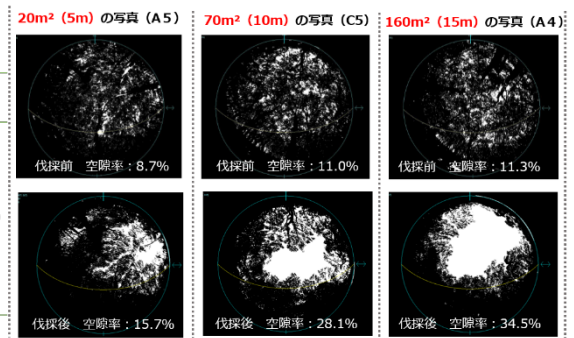 20m²（5m）の写真（A5）
70m²（10m）の写真（C5）
160m²（15m）の写真（A4）
伐採前　空隙率：8.7%
伐採前　空隙率：11.0%
伐採前　空隙率：11.3%
伐採後　空隙率：15.7%
伐採後　空隙率：28.1%
伐採後　空隙率：34.5%